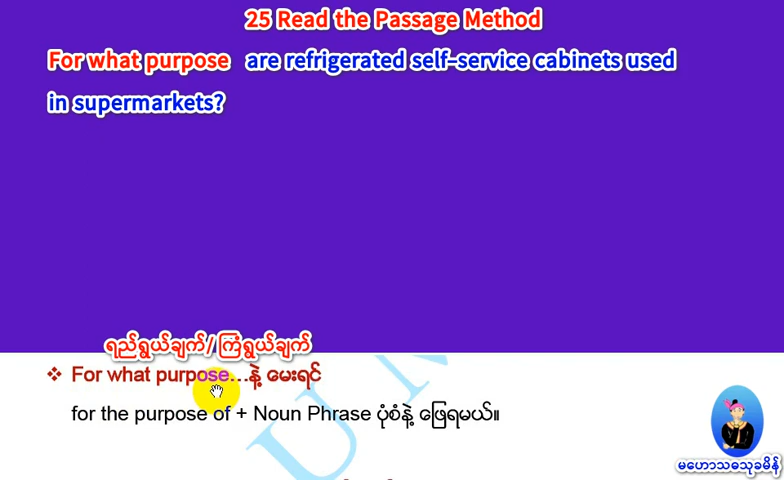 25 Read the Passage Method
For what purpose are refrigerated self-service cabinets used
in supermarkets?
ရည်ရွယ်ချက်/ ကြံရွယ်ချက်
❖ For what purpose…နဲ့ မေးရင်
for the purpose of + Noun Phrase ပုံစံနဲ့ ဖြေရမယ်။
မဟောသဓသုခမိန်